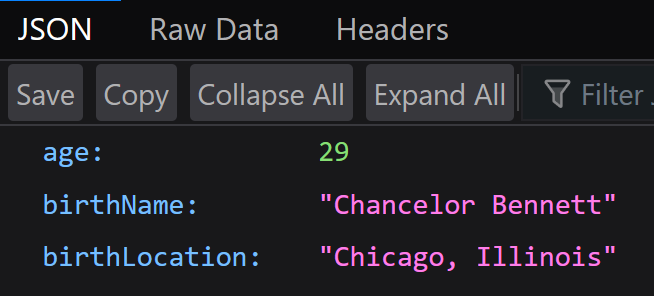 JSON Raw Data Headers
Save Copy Collapse All Expand All Filter
age: 29
birthName: "Chancelor Bennett"
birthLocation: "Chicago, Illinois"